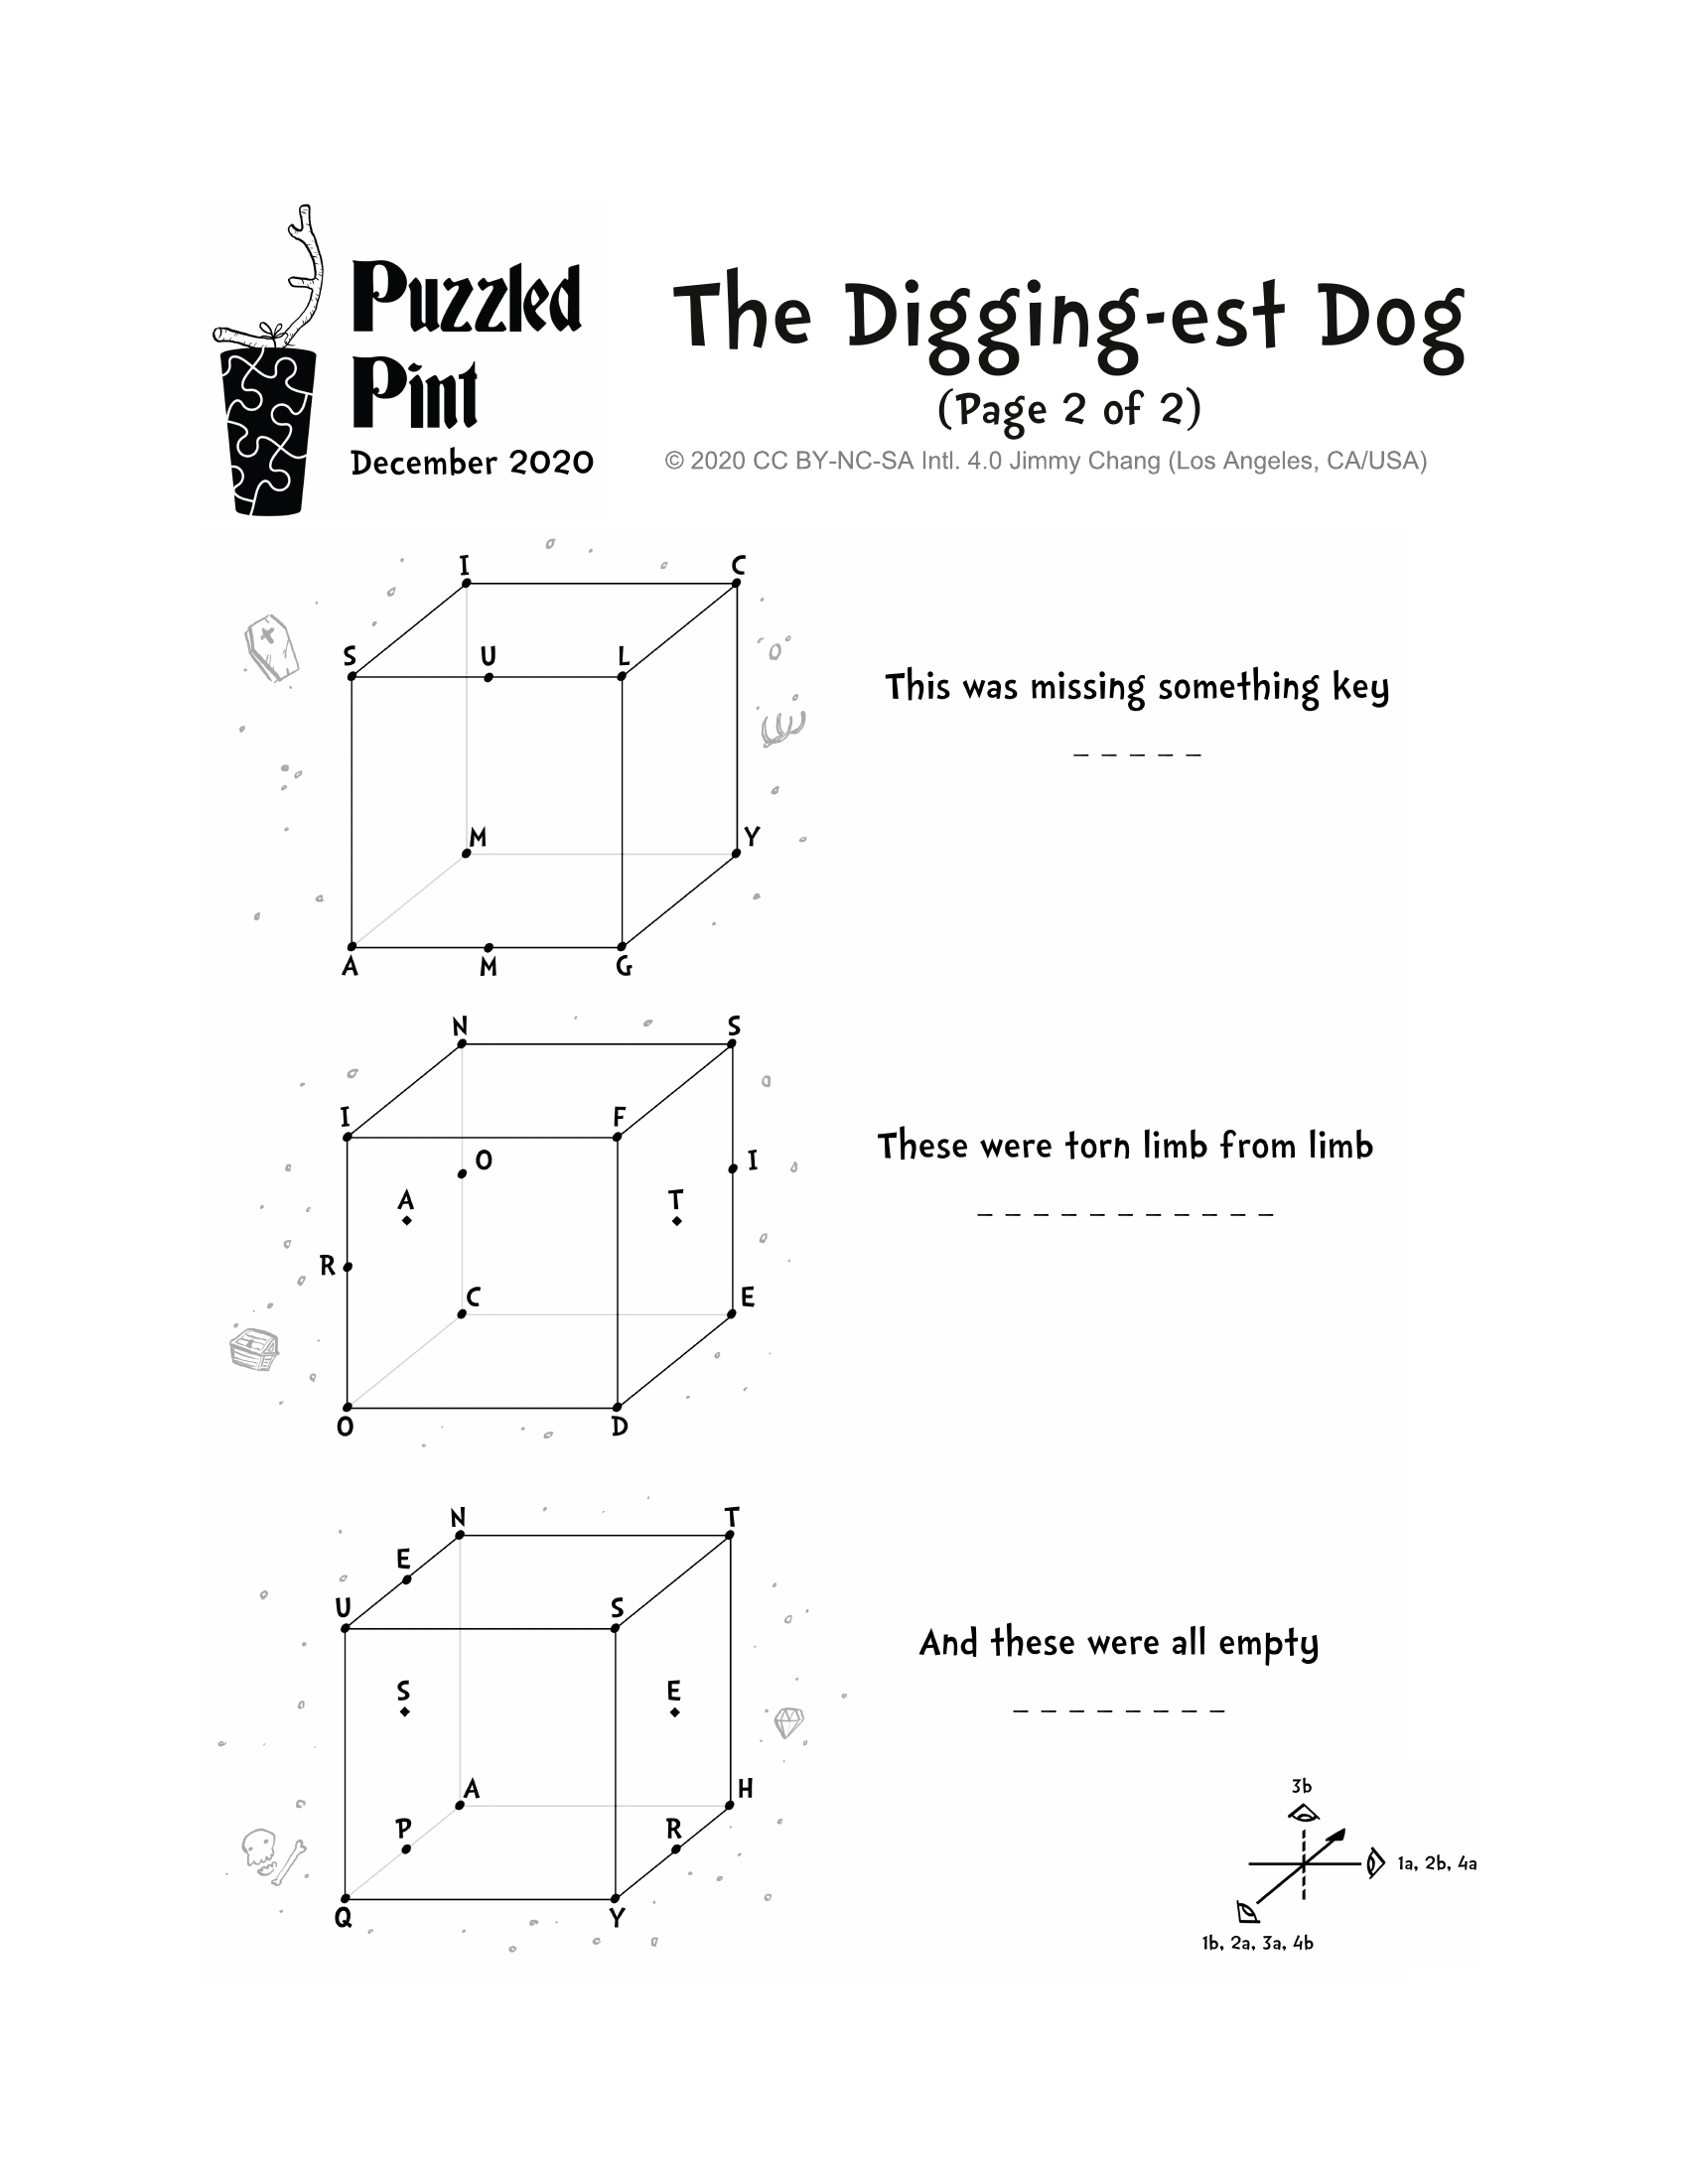 Puzzled
Pint
December 2020
The Digging-est Dog
(Page 2 of 2)
© 2020 CC BY-NC-SA Intl. 4.0 Jimmy Chang (Los Angeles, CA/USA)
I C
S U L
M Y
A M G
This was missing something key
_ _ _ _ _
N S
I F
O I
A T
R
C E
O D
These were torn limb from limb
_ _ _ _ _ _ _ _ _ _ _
N T
E
U S
S E
A H
P R
Q Y
And these were all empty
_ _ _ _ _ _ _ _
3b
1a, 2b, 4a
1b, 2a, 3a, 4b